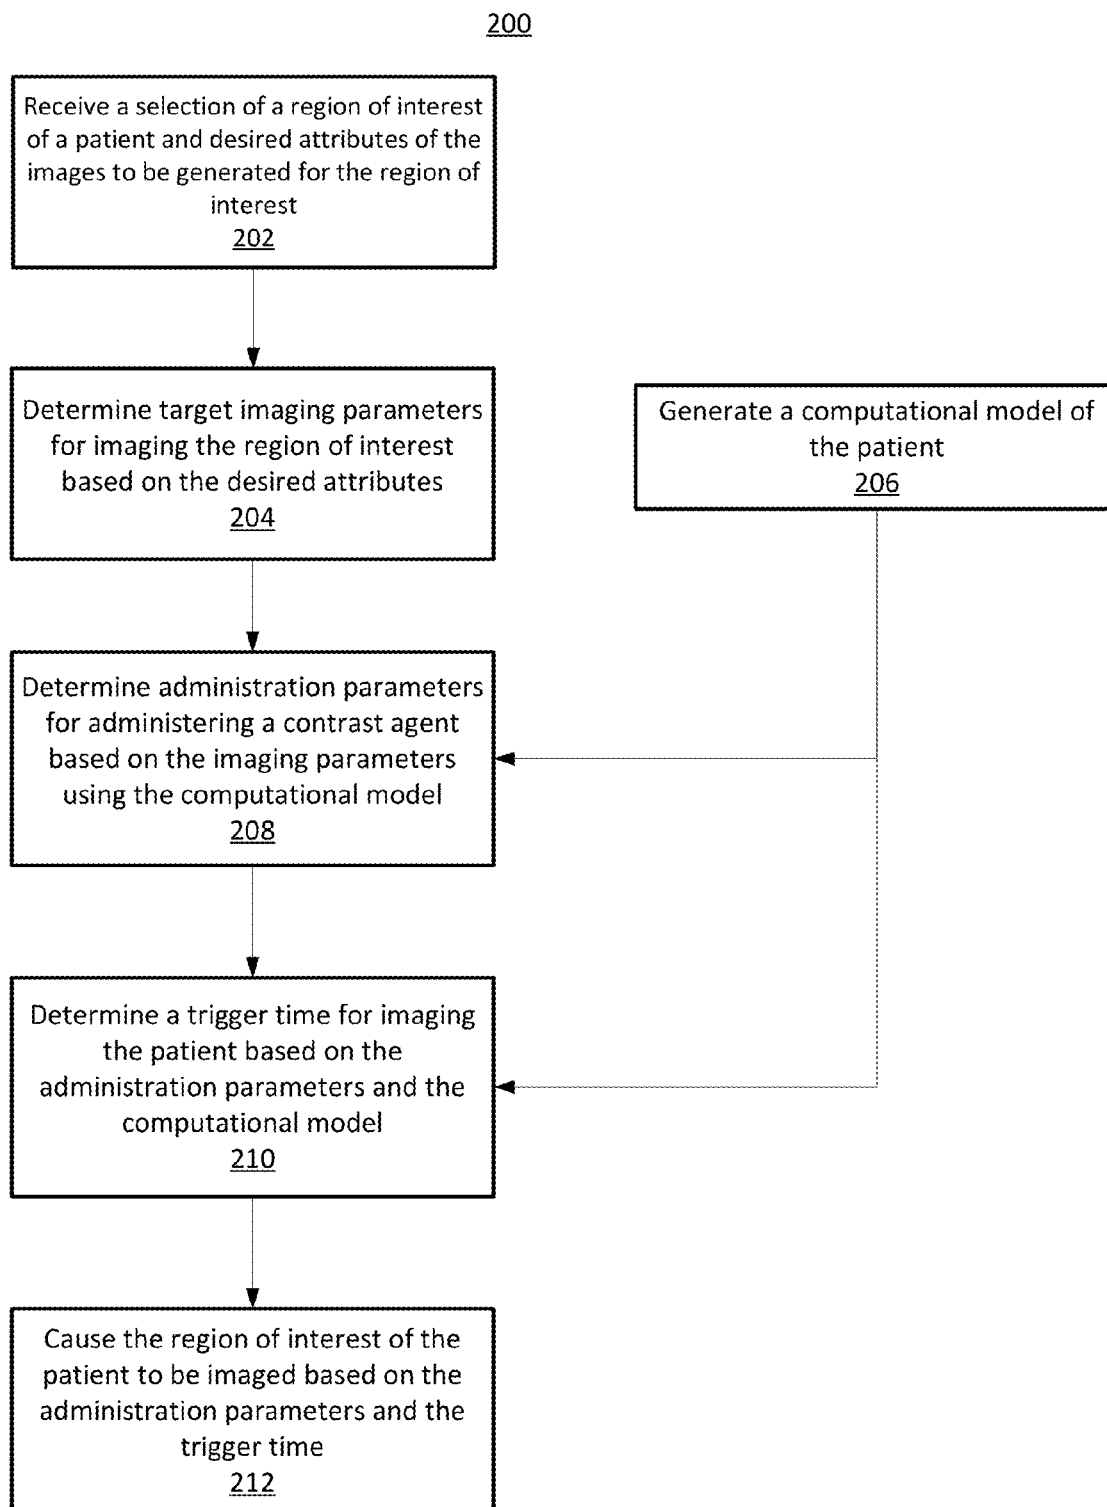 200
Receive a selection of a region of interest
of a patient and desired attributes of the
images to be generated for the region of
interest
202
Determine target imaging parameters
for imaging the region of interest
based on the desired attributes
204
Generate a computational model of
the patient
206
Determine administration parameters
for administering a contrast agent
based on the imaging parameters
using the computational model
208
Determine a trigger time for imaging
the patient based on the
administration parameters and the
computational model
210
Cause the region of interest of the
patient to be imaged based on the
administration parameters and the
trigger time
212